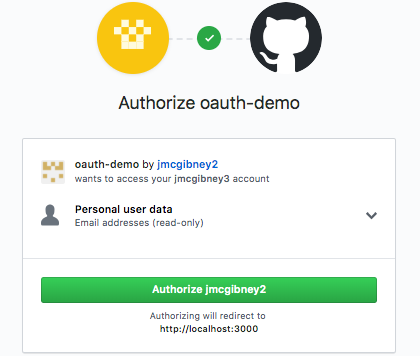 Authorize oauth-demo
oauth-demo by jmcgibney2
wants to access your jmcgibney3 account
Personal user data
Email addresses (read-only)
Authorize jmcgibney2
Authorizing will redirect to
http://localhost:3000